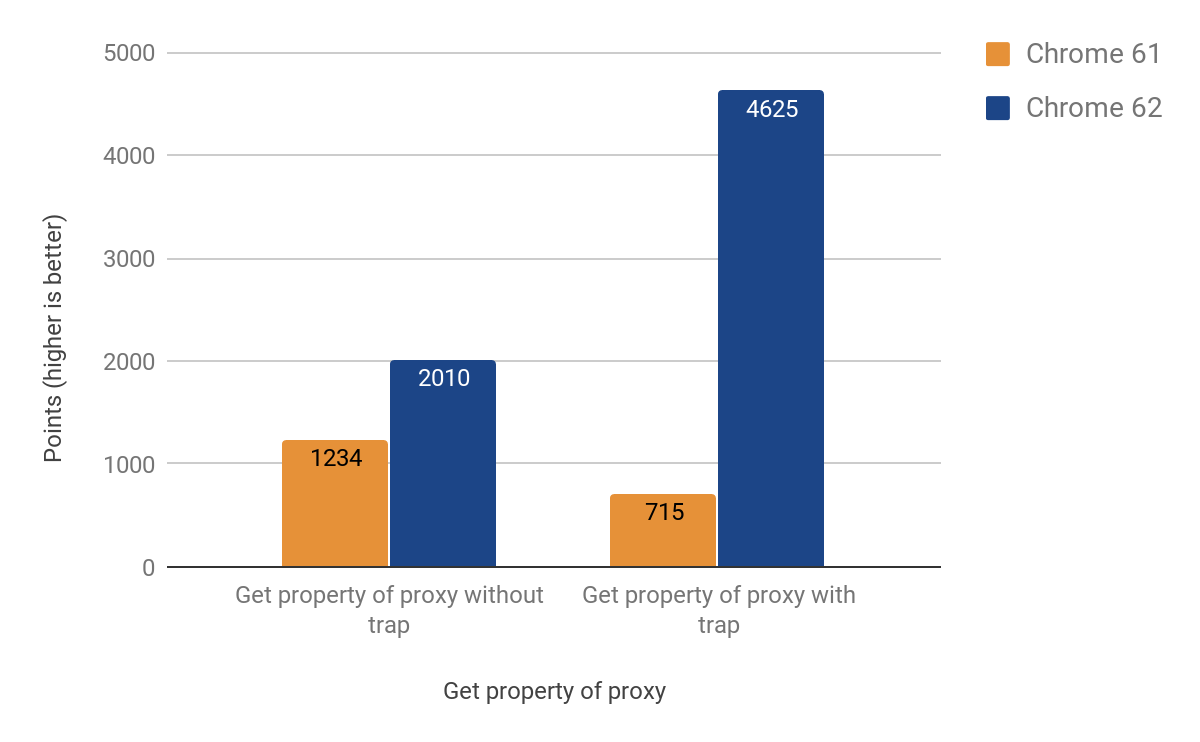 5000
4000
3000
2000
1000
0
Points (higher is better)
1234
2010
715
4625
Get property of proxy without
trap
Get property of proxy with
trap
Get property of proxy
Chrome 61
Chrome 62